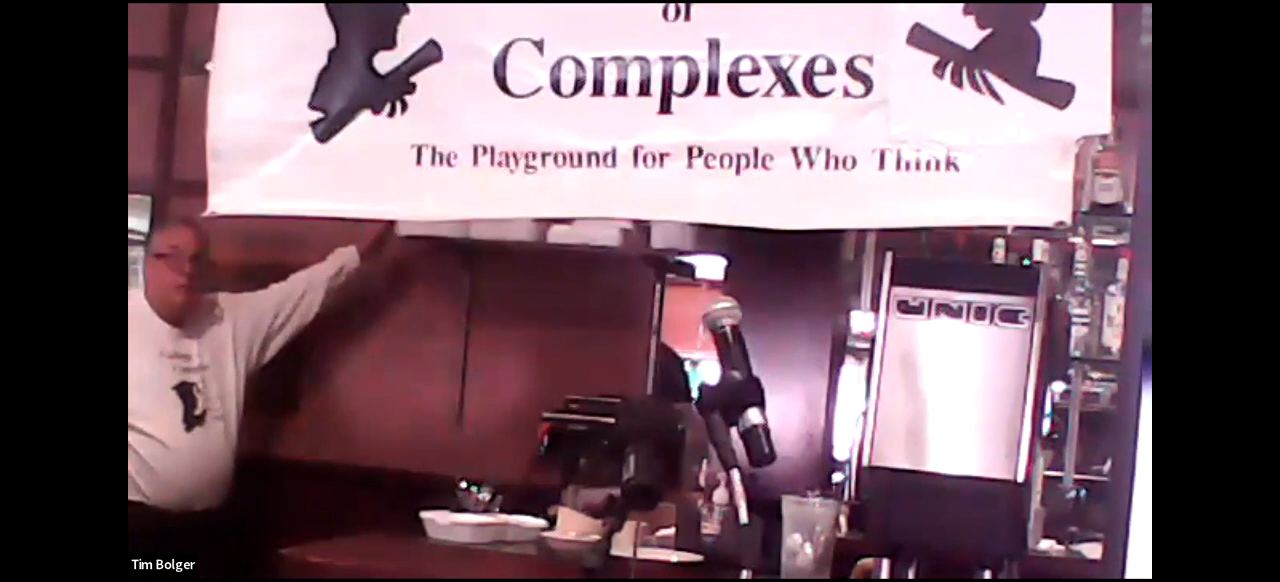 of
Complexes
The Playground for People Who Think
UNIC
Tim Bolger